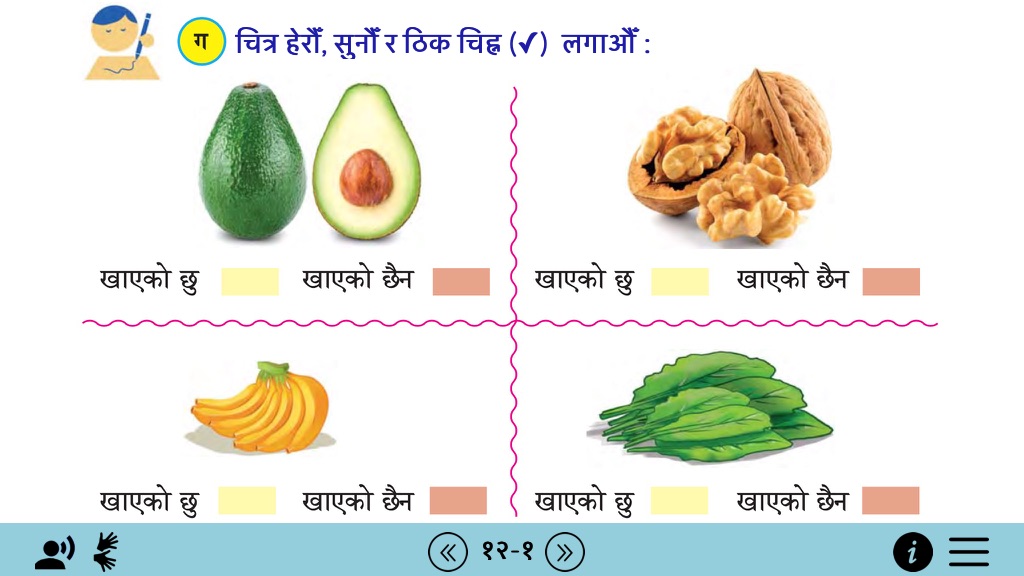 ग चित्र हेरौँ, सुनौँ र ठिक चिह्न (✓) लगाऔँ :
खाएको छु खाएको छैन खाएको छु खाएको छैन
खाएको छु खाएको छैन खाएको छु खाएको छैन
१२-१